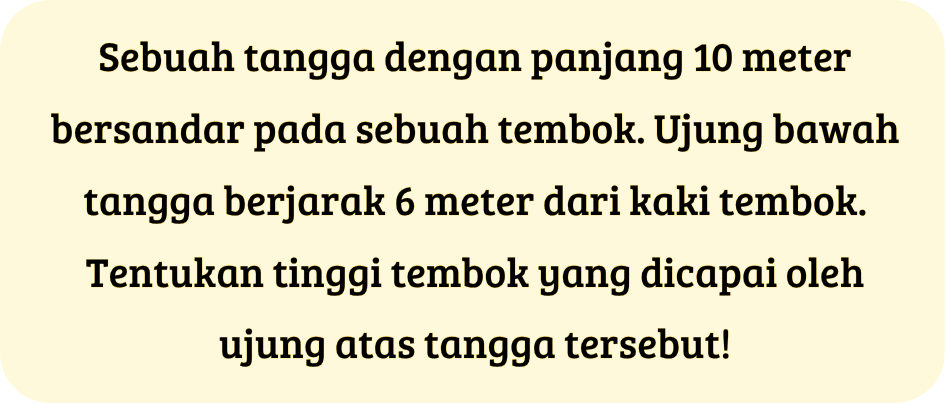 Sebuah tangga dengan panjang 10 meter
bersandar pada sebuah tembok. Ujung bawah
tangga berjarak 6 meter dari kaki tembok.
Tentukan tinggi tembok yang dicapai oleh
ujung atas tangga tersebut!